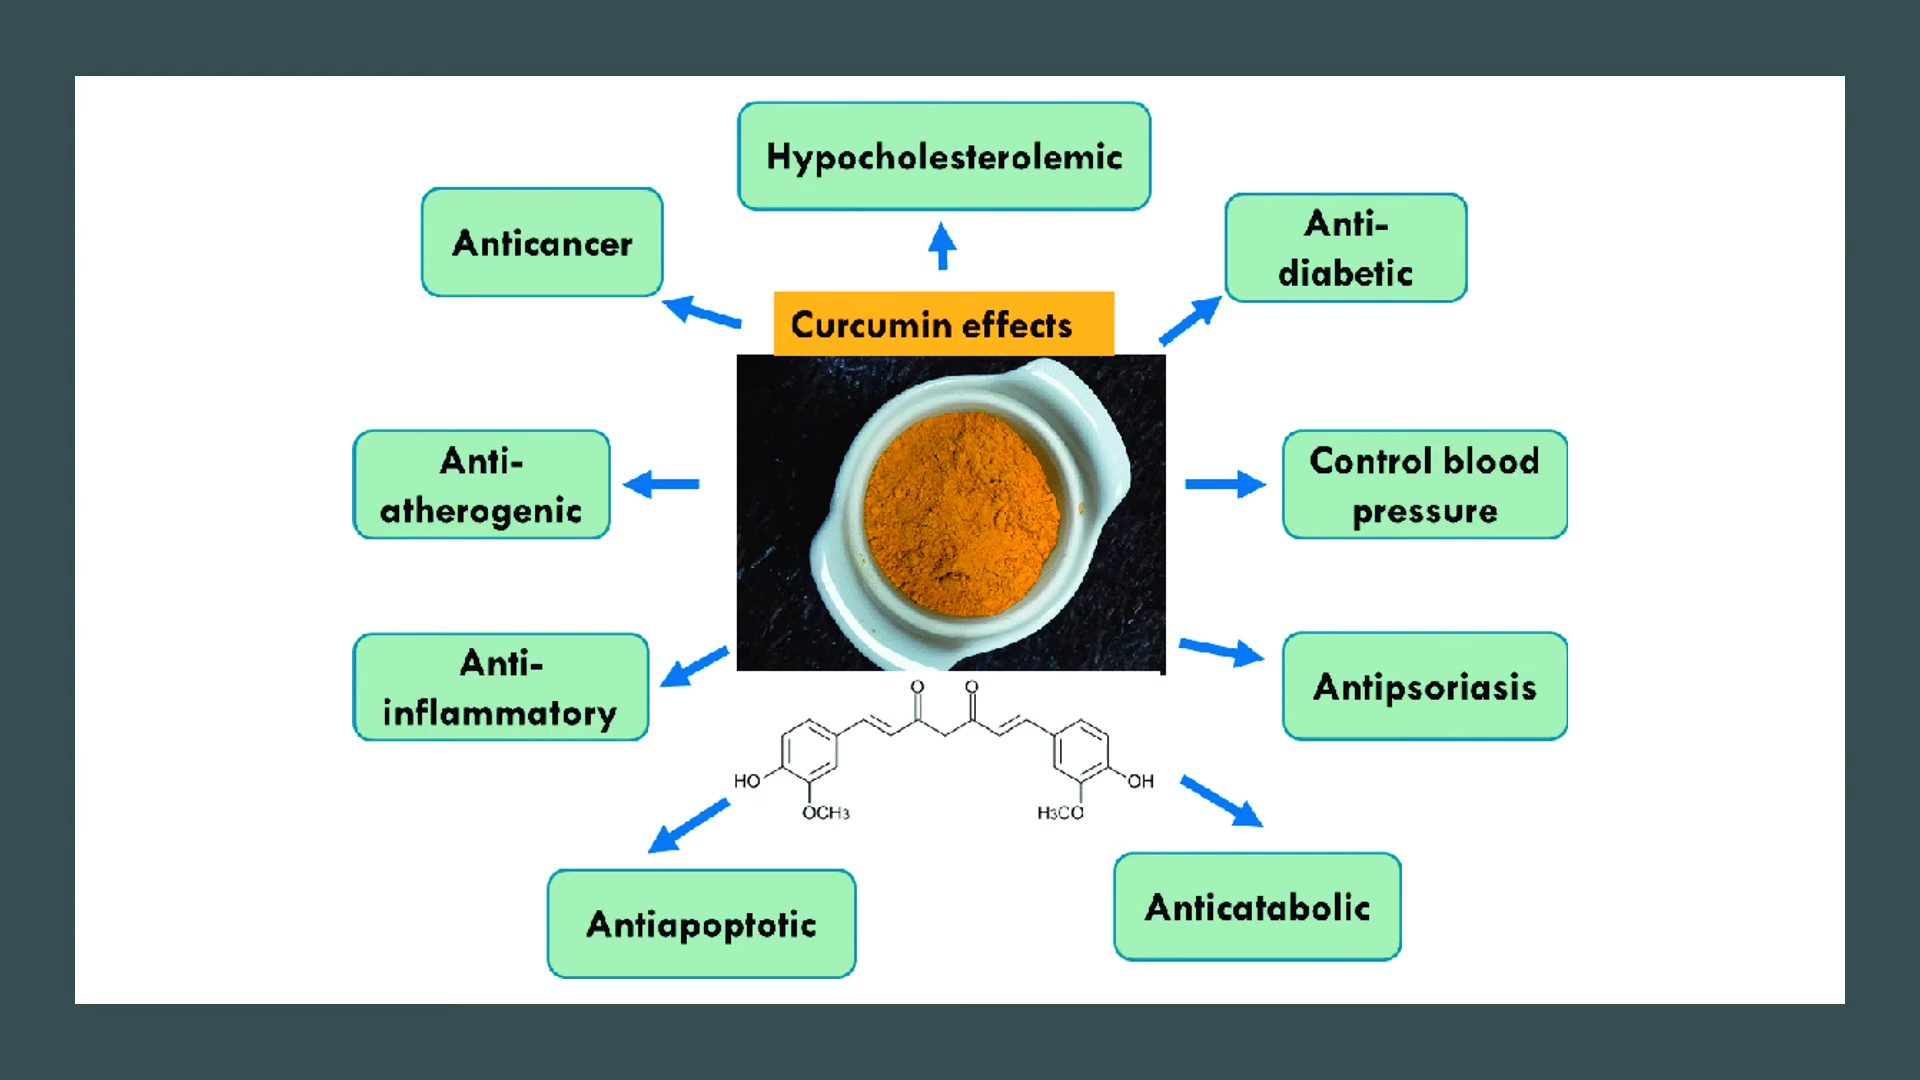 Hypocholesterolemic
Anticancer
Anti-
diabetic
Curcumin effects
Anti-
atherogenic
Control blood
pressure
Anti-
inflammatory
Antipsoriasis
O
O
HO
OCH3
H3CO
OH
Antiapoptotic
Anticatabolic